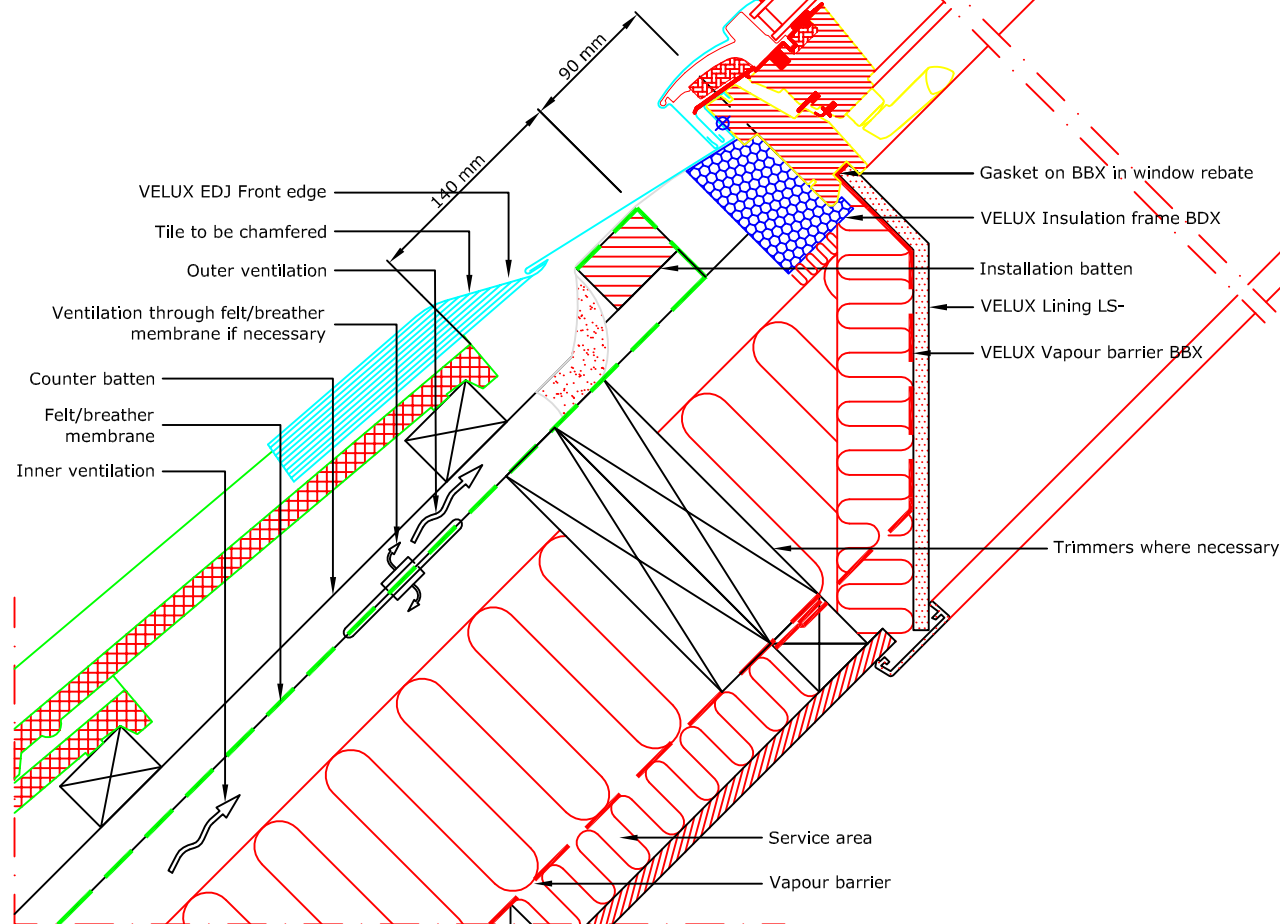 90 mm
140 mm
VELUX EDJ Front edge
Tile to be chamfered
Outer ventilation
Ventilation through felt/breather
membrane if necessary
Counter batten
Felt/breather
membrane
Inner ventilation
Gasket on BBX in window rebate
VELUX Insulation frame BDX
Installation batten
VELUX Lining LS-
VELUX Vapour barrier BBX
Trimmers where necessary
Service area
Vapour barrier